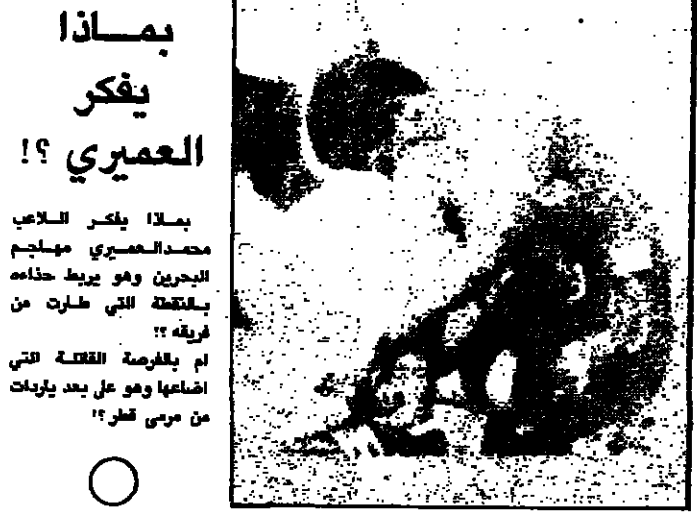 بماذا
يفكر
العميري ؟!
بماذا يفكر اللاعب
محمد العميري مهاجم
البحرين وهو يربط حذاءه
بالنقطة التي طارت من
فريقه ؟؟
ام بالفرصة القاتلة التي
اضاعها وهو على بعد ياردات
من مرمى قطر ؟!